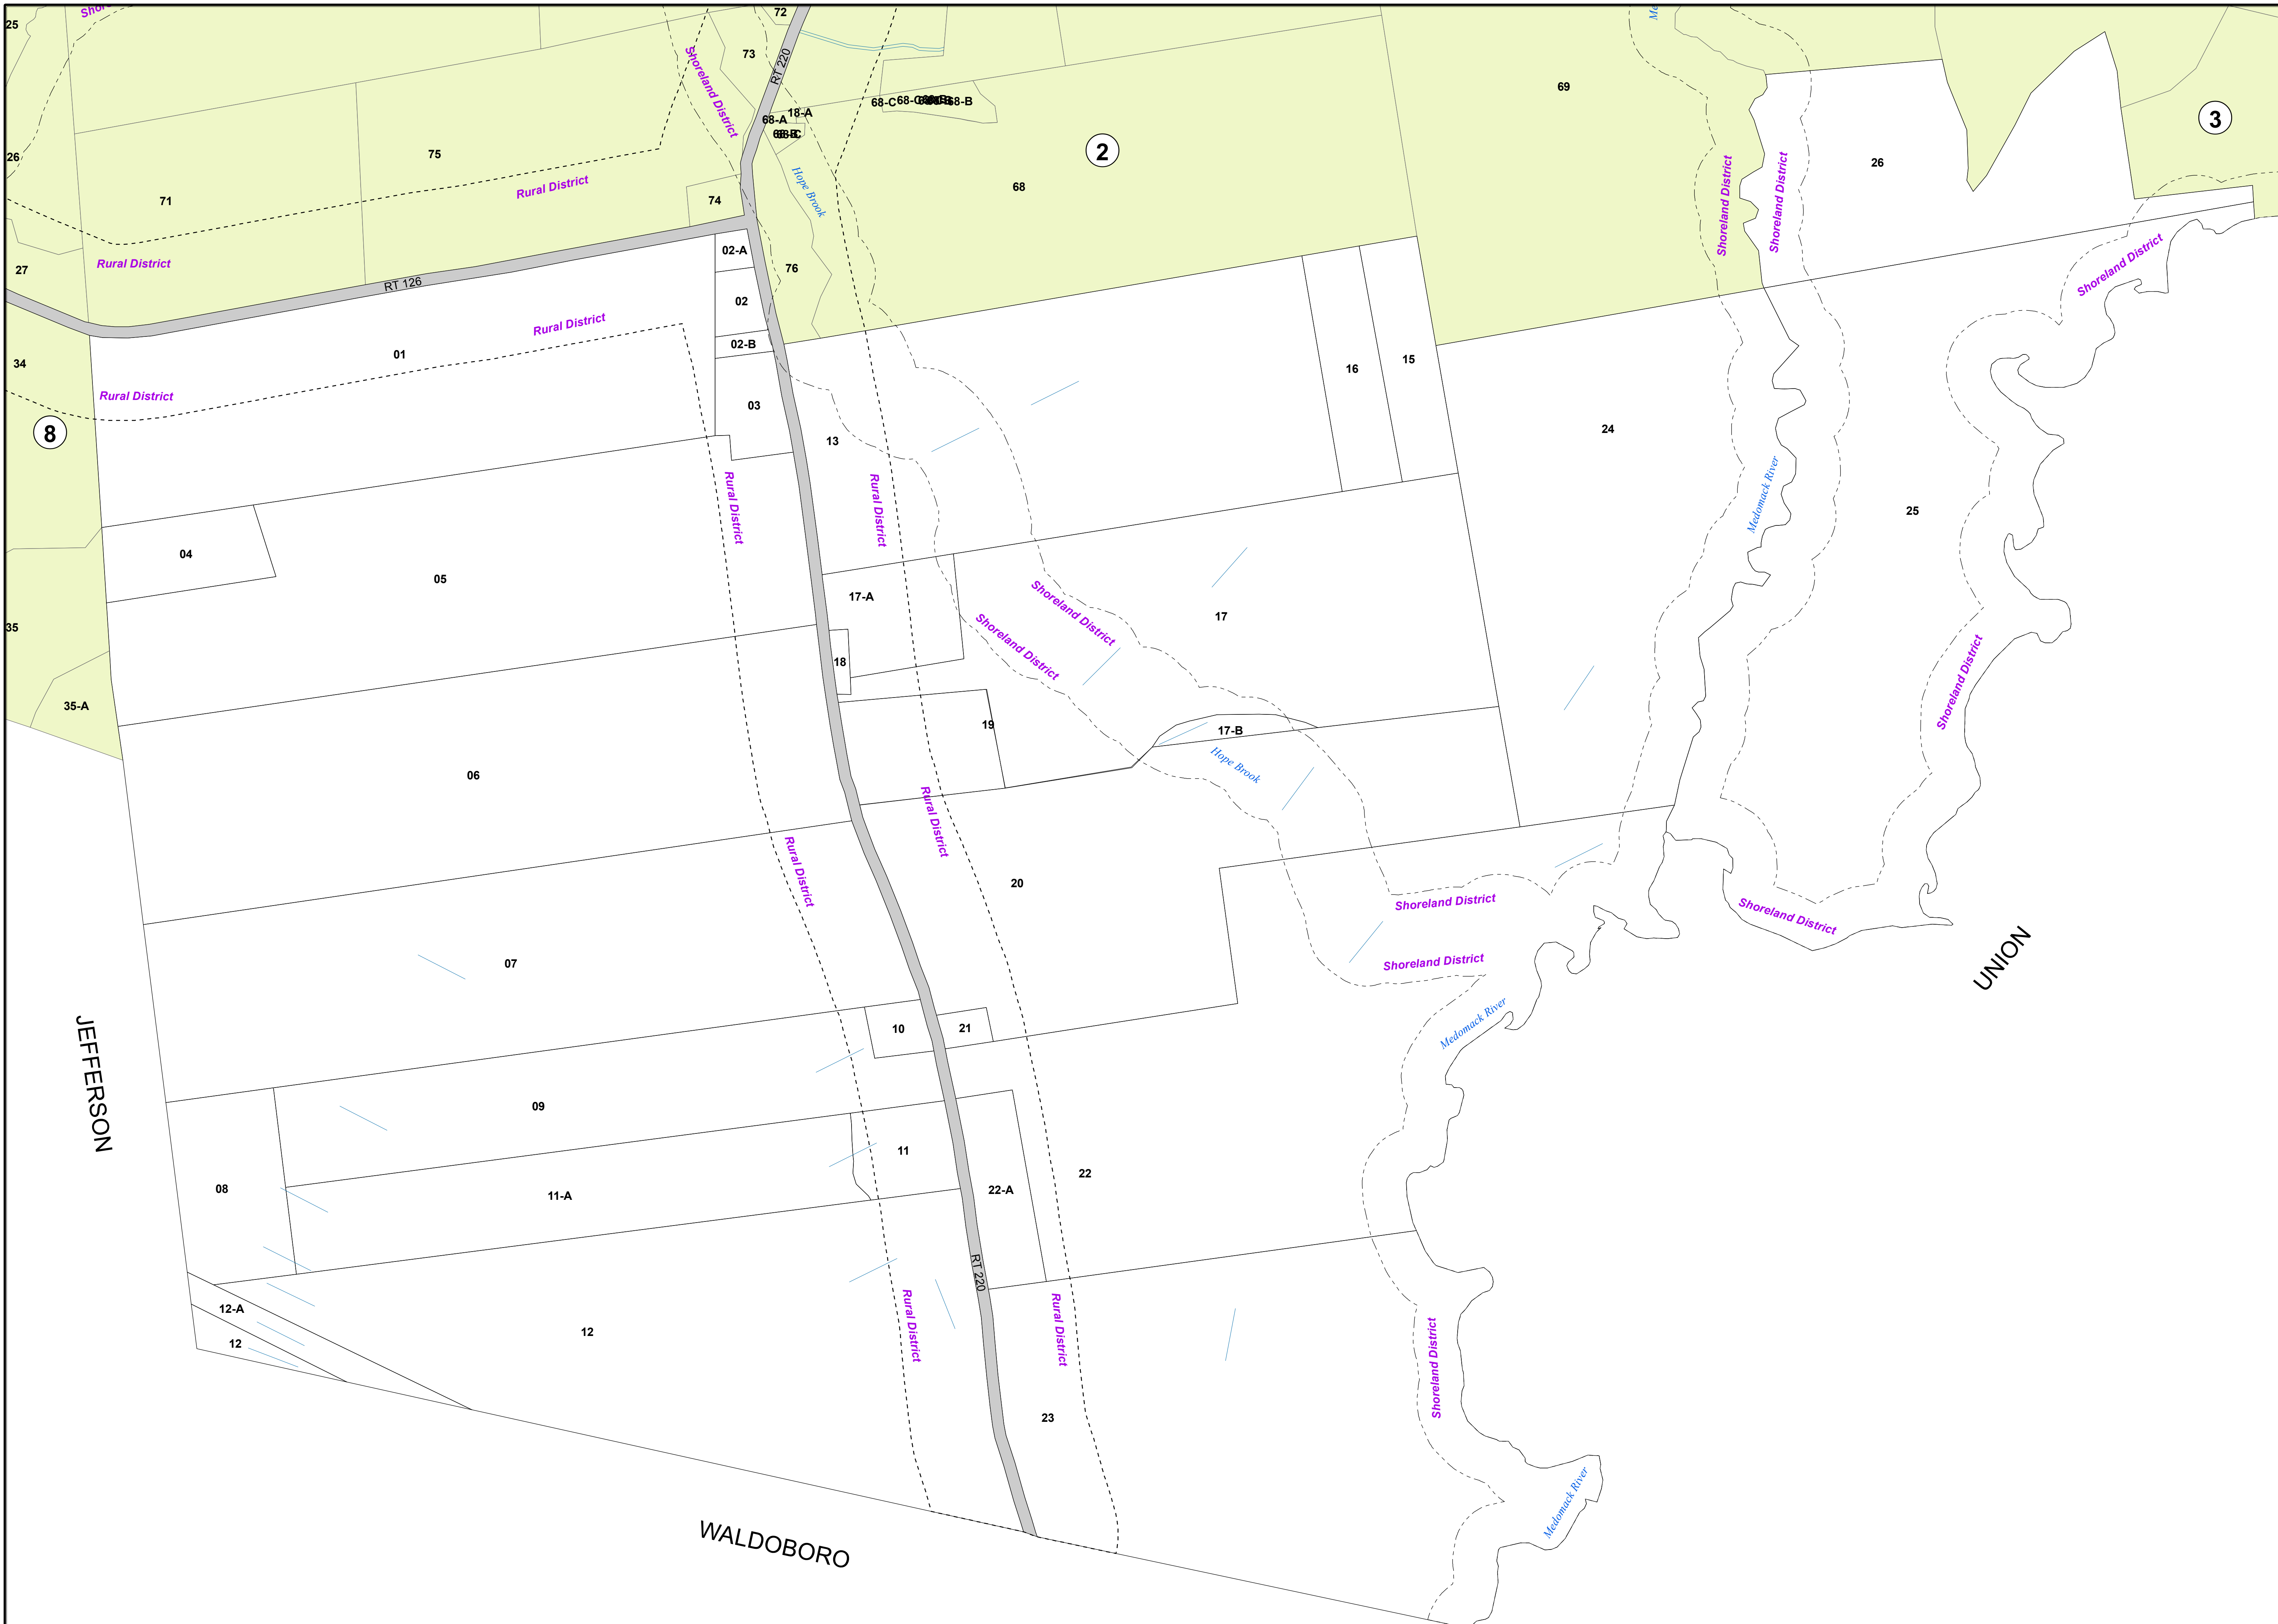 25
Shor
72
Me
73
RT 220
Shoreland District
69
3
68-C
68-B
18-A
68-A
26
75
2
Hope Brook
68
Shoreland District
Shoreland District
26
71
Rural District
74
Rural District
27
02-A
76
Shoreland District
RT 126
02
Rural District
01
02-B
34
16
15
Rural District
03
8
13
24
Rural District
Rural District
Medomack River
25
04
05
17-A
Shoreland District
17
35
Shoreland District
18
Shoreland District
35-A
19
17-B
06
Hope Brook
Rural District
Rural District
20
Shoreland District
Shoreland District
07
Shoreland District
UNION
Medomack River
10
21
JEFFERSON
09
11
22
08
11-A
22-A
RT 220
12-A
12
12
Rural District
Rural District
Shoreland District
23
Medomack River
WALDOBORO